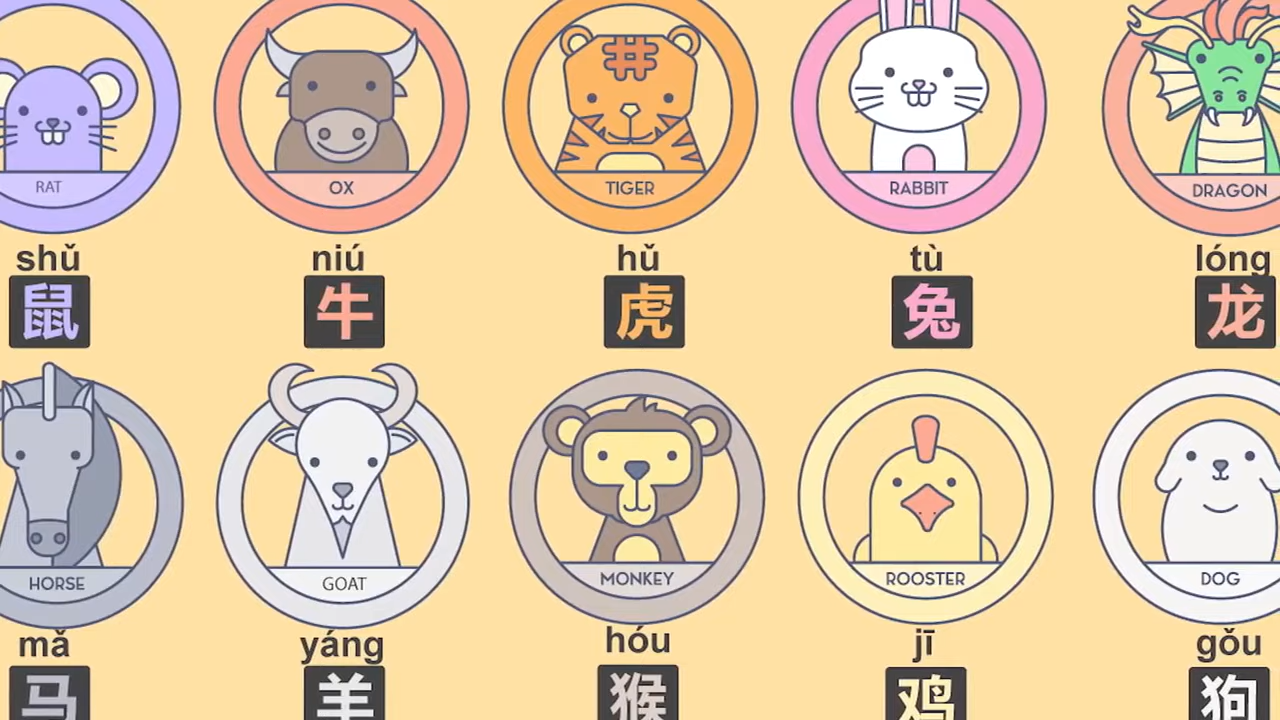 RAT OX TIGER RABBIT DRAGON
shǔ niú hǔ tù lóng
鼠 牛 虎 兔 龙
HORSE GOAT MONKEY ROOSTER DOG
mǎ yáng hóu jī gǒu
马 羊 猴 鸡 狗